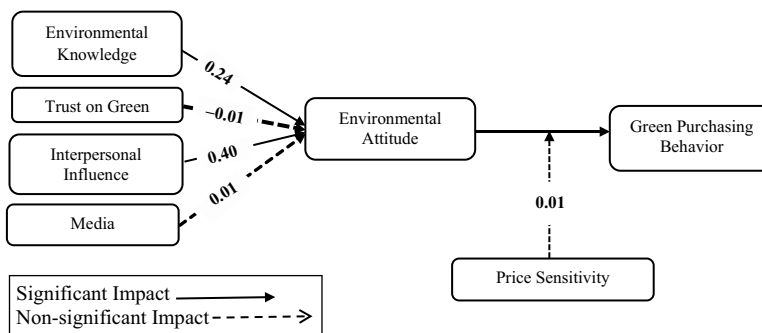 Environmental
Knowledge
0.24
Trust on Green
–0.01
Interpersonal
Influence
0.40
Media
0.01
Environmental
Attitude
Green Purchasing
Behavior
0.01
Price Sensitivity
Significant Impact
Non-significant Impact